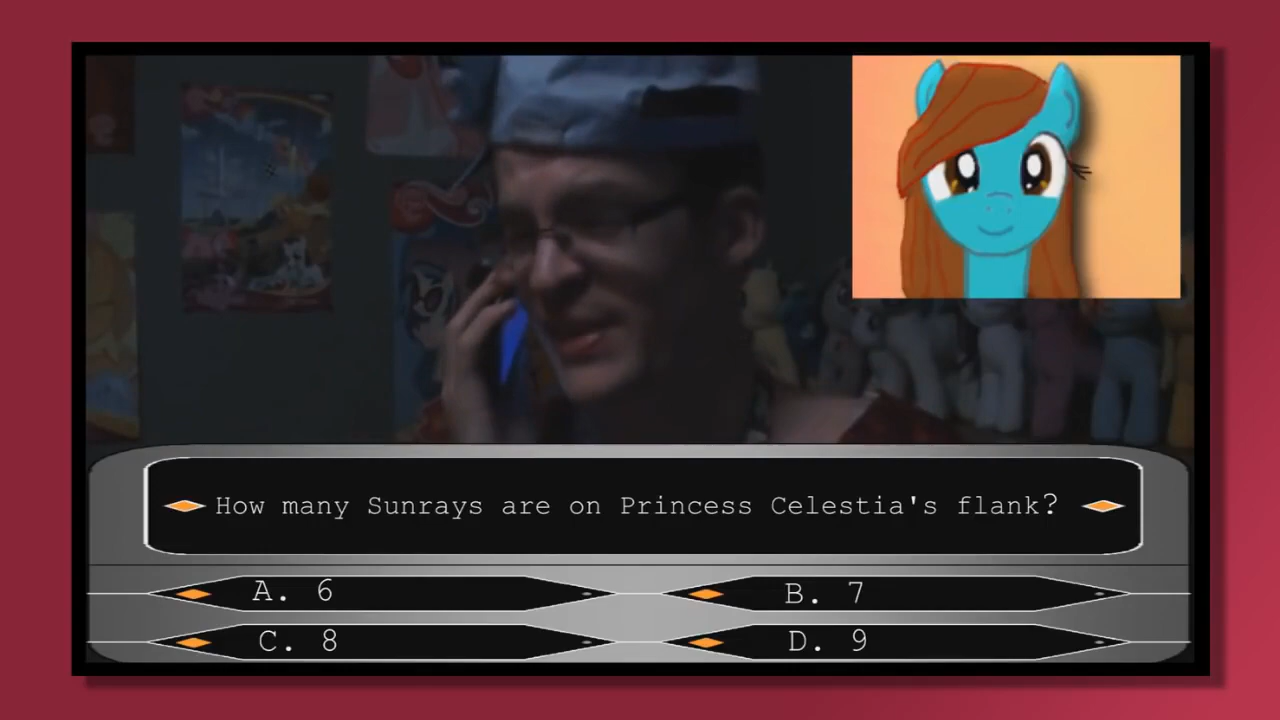 How many Sunrays are on Princess Celestia's flank?
A. 6
B. 7
C. 8
D. 9